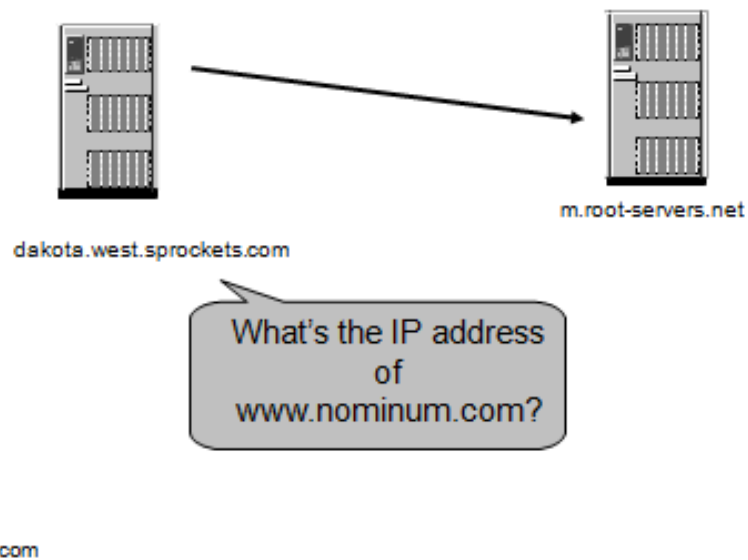 m.root-servers.net
dakota.west.sprockets.com
What's the IP address
of
www.nominum.com?
com